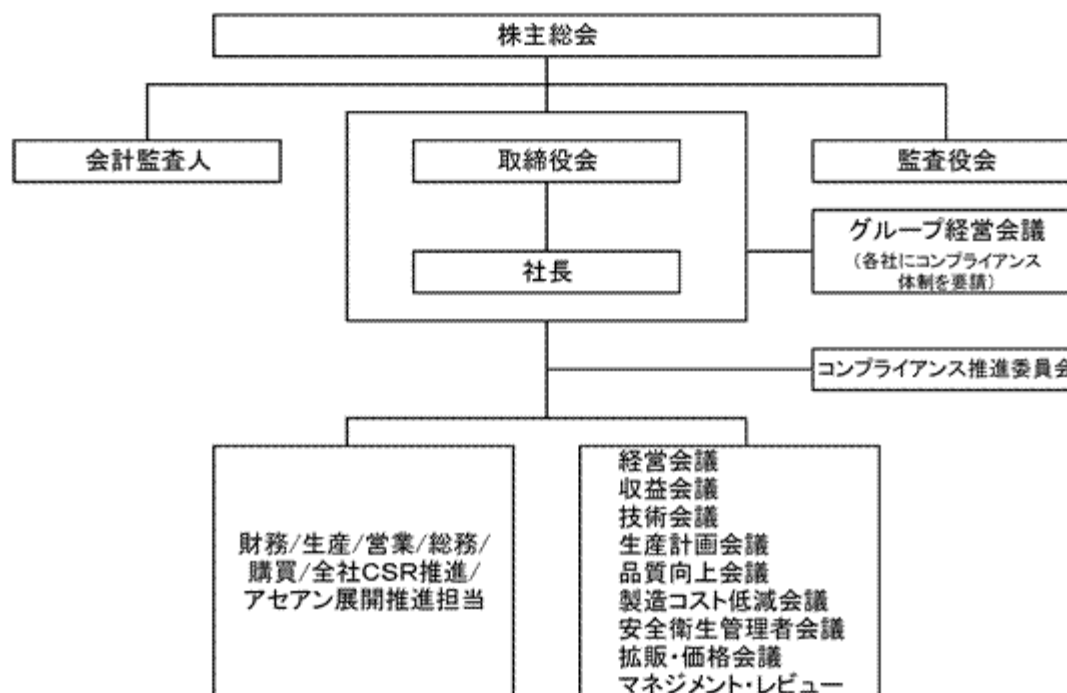 株主総会
会計監査人
取締役会
監査役会
社長
グループ経営会議
(各社にコンプライアンス
体制を要請)
コンプライアンス推進委員会
財務/生産/営業/総務/
購買/全社CSR推進/
アセアン展開推進担当
経営会議
収益会議
技術会議
生産計画会議
品質向上会議
製造コスト低減会議
安全衛生管理者会議
拡販・価格会議
マネジメント・レビュー